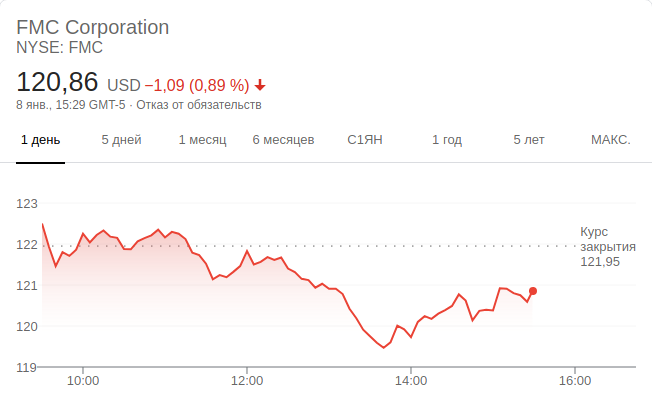 FMC Corporation
NYSE: FMC
120,86 USD −1,09 (0,89 %)
8 янв., 15:29 GMT-5 · Отказ от обязательств
1 день 5 дней 1 месяц 6 месяцев С1ЯН 1 год 5 лет МАКС.
123
122
121
120
119
Курс
закрытия
121,95
10:00 12:00 14:00 16:00